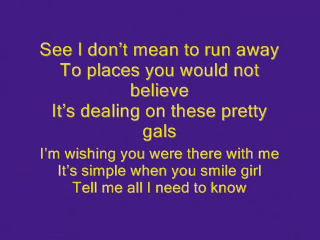 See I don't mean to run away
To places you would not
believe
It's dealing on these pretty
gals
I'm wishing you were there with me
It's simple when you smile girl
Tell me all I need to know